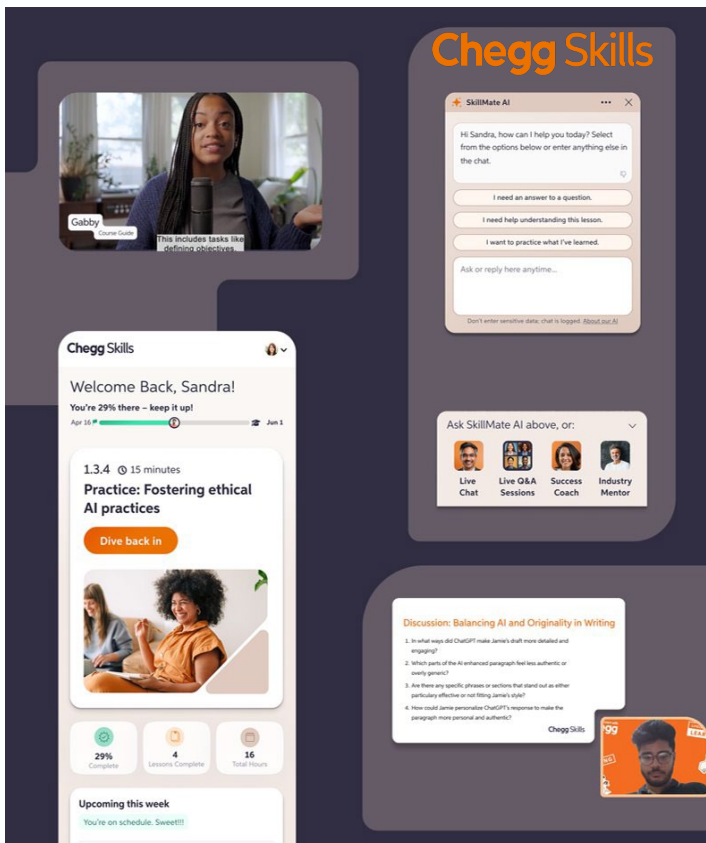 Chegg Skills
Gabby
Course Guide
This includes tasks like
defining objectives,
SkillMate AI
Hi Sandra, how can I help you today? Select
from the options below or enter anything else in
the chat.
I need an answer to a question.
I need help understanding this lesson.
I want to practice what I've learned.
Ask or reply here anytime...
Don't enter sensitive data; chat is logged. About our AI
Chegg Skills
Welcome Back, Sandra!
You're 29% there – keep it up!
Apr 16
Jun 1
1.3.4 15 minutes
Practice: Fostering ethical
AI practices
Dive back in
29%
Complete
4
Lessons Complete
16
Total Hours
Upcoming this week
You're on schedule. Sweet!!!
Ask SkillMate AI above, or:
Live
Chat
Live Q&A
Sessions
Success
Coach
Industry
Mentor
Discussion: Balancing AI and Originality in Writing
1. In what ways did ChatGPT make Jamie's draft more detailed and
engaging?
2. Which parts of the AI enhanced paragraph feel less authentic or
overly generic?
3. Are there any specific phrases or sections that stand out as either
particulary effective or not fitting Jamie's style?
4. How could Jamie personalize ChatGPT's response to make the
paragraph more personal and authentic?
Chegg Skills
gg
LEAR
NG